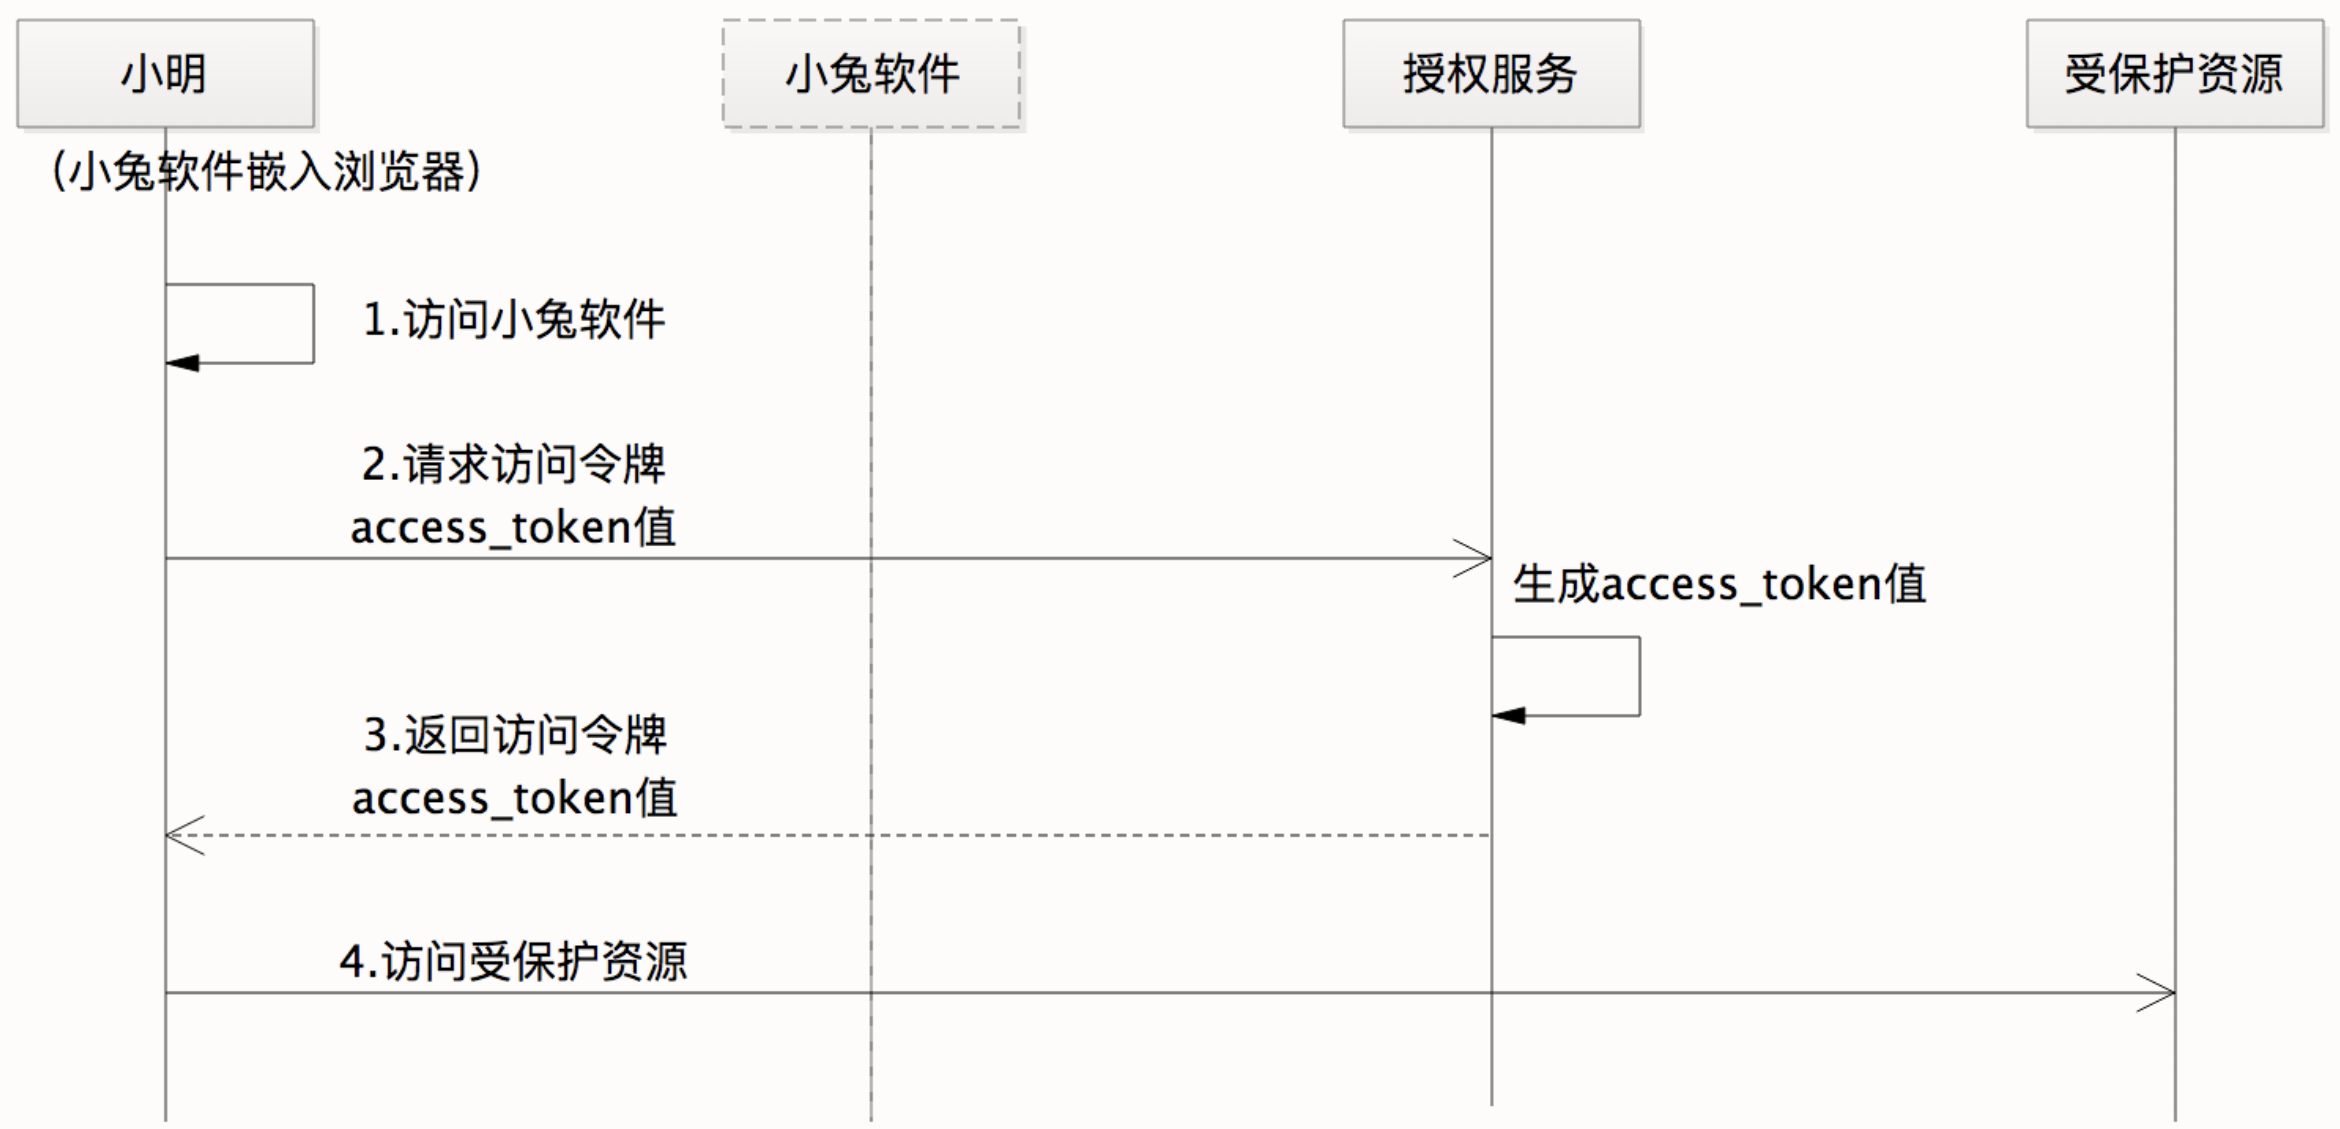 小明
小兔软件
授权服务
受保护资源
(小兔软件嵌入浏览器)
1.访问小兔软件
2.请求访问令牌
access_token值
生成access_token值
3.返回访问令牌
access_token值
4.访问受保护资源